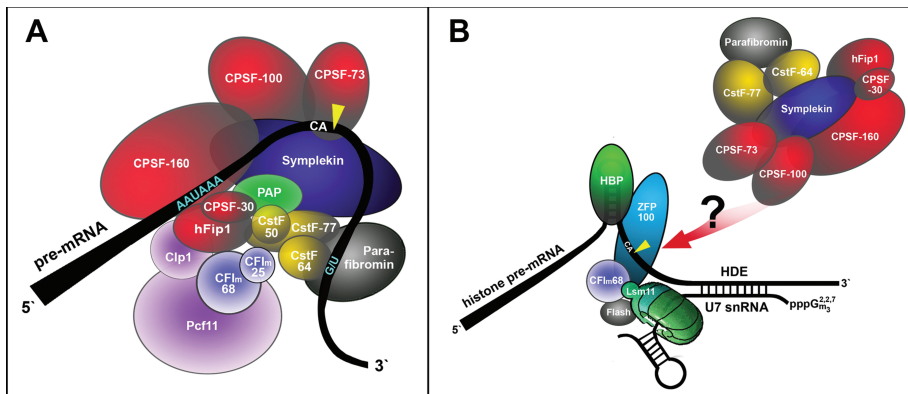 A
CPSF-100
CPSF-73
CA
CPSF-160
Symplekin
AAUAAA
PAP
CPSF-30
CstF
50
CstF-77
hFip1
pre-mRNA
Clp1
CFIm
25
CstF
64
G/U
Para-
fibromin
CFIm
68
5`
Pcf11
3`
B
Parafibromin
CstF-64
hFip1
CstF-77
CPSF
-30
Symplekin
CPSF-160
CPSF-73
CPSF-100
HBP
ZFP
100
?
CA
histone pre-mRNA
CFIm68
Lsm11
HDE
3`
Flash
U7 snRNA
pppG2,2,7
m3
5`